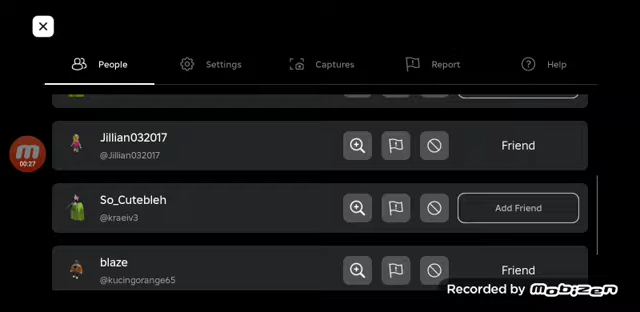 People
Settings
Captures
Report
Help
Jillian032017
@Jillian032017
Friend
00:27
So_Cutebleh
@kraeiv3
Add Friend
blaze
@kucingorange65
Friend
Recorded by mobizen